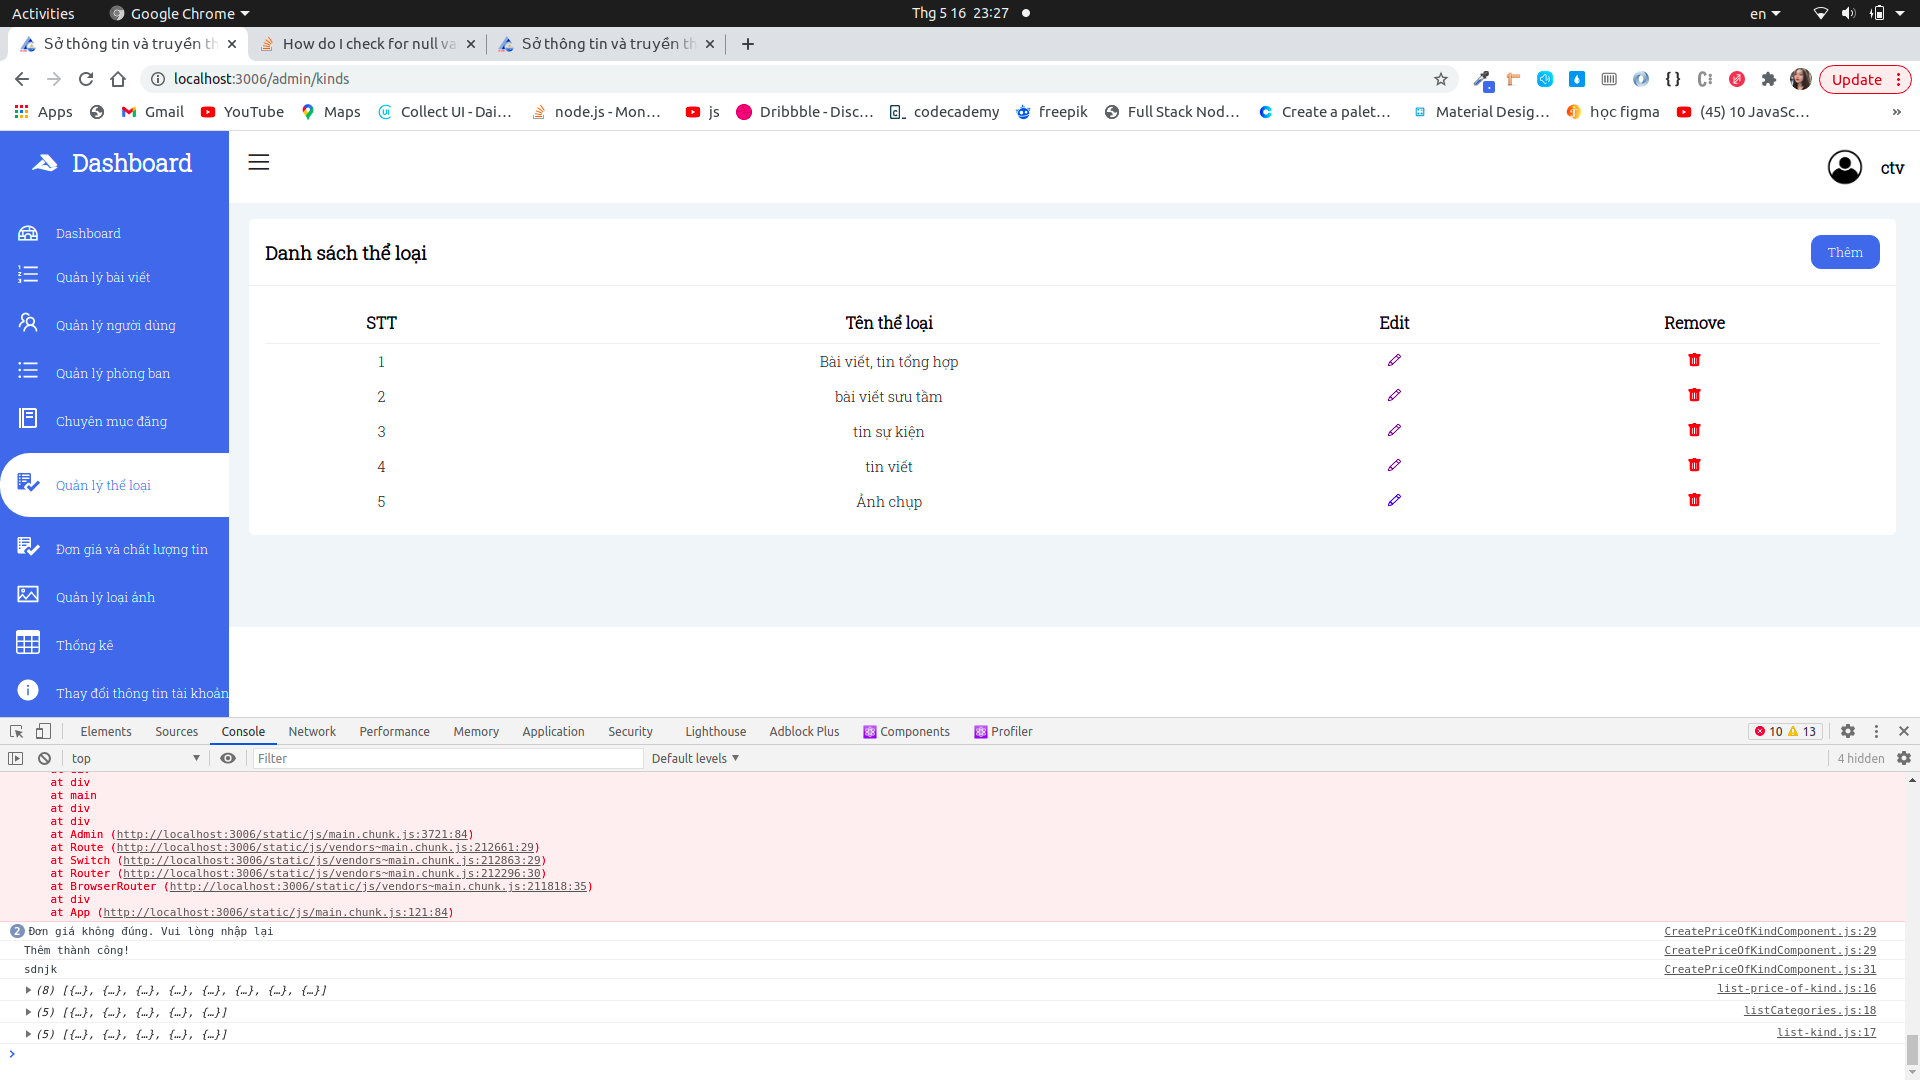 Activities Google Chrome Thg 5 16 23:27 en
Sở thông tin và truyền th How do I check for null va Sở thông tin và truyền th
localhost:3006/admin/kinds Update
Apps Gmail YouTube Maps Collect UI - Dai... node.js - Mon... js Dribbble - Disc... codecademy freepik Full Stack Nod... Create a palet... Material Desig... học figma (45) 10 JavaSc... »
Dashboard
ctv
Dashboard
Quản lý bài viết
Quản lý người dùng
Quản lý phòng ban
Chuyên mục đăng
Quản lý thể loại
Đơn giá và chất lượng tin
Quản lý loại ảnh
Thống kê
Thay đổi thông tin tài khoản
Danh sách thể loại Thêm
STT Tên thể loại Edit Remove
1 Bài viết, tin tổng hợp
2 bài viết sưu tầm
3 tin sự kiện
4 tin viết
5 Ảnh chụp
Elements Sources Console Network Performance Memory Application Security Lighthouse Adblock Plus Components Profiler 10 13
top Filter Default levels 4 hidden
at div
at div
at main
at div
at div
at Admin (http://localhost:3006/static/js/main.chunk.js:3721:84)
at Route (http://localhost:3006/static/js/vendors~main.chunk.js:212661:29)
at Switch (http://localhost:3006/static/js/vendors~main.chunk.js:212863:29)
at Router (http://localhost:3006/static/js/vendors~main.chunk.js:212296:30)
at BrowserRouter (http://localhost:3006/static/js/vendors~main.chunk.js:211818:35)
at div
at App (http://localhost:3006/static/js/main.chunk.js:121:84)
2 Đơn giá không đúng. Vui lòng nhập lại CreatePriceOfKindComponent.js:29
Thêm thành công! CreatePriceOfKindComponent.js:29
sdnjk CreatePriceOfKindComponent.js:31
(8) [{…}, {…}, {…}, {…}, {…}, {…}, {…}, {…}] list-price-of-kind.js:16
(5) [{…}, {…}, {…}, {…}, {…}] listCategories.js:18
(5) [{…}, {…}, {…}, {…}, {…}] list-kind.js:17